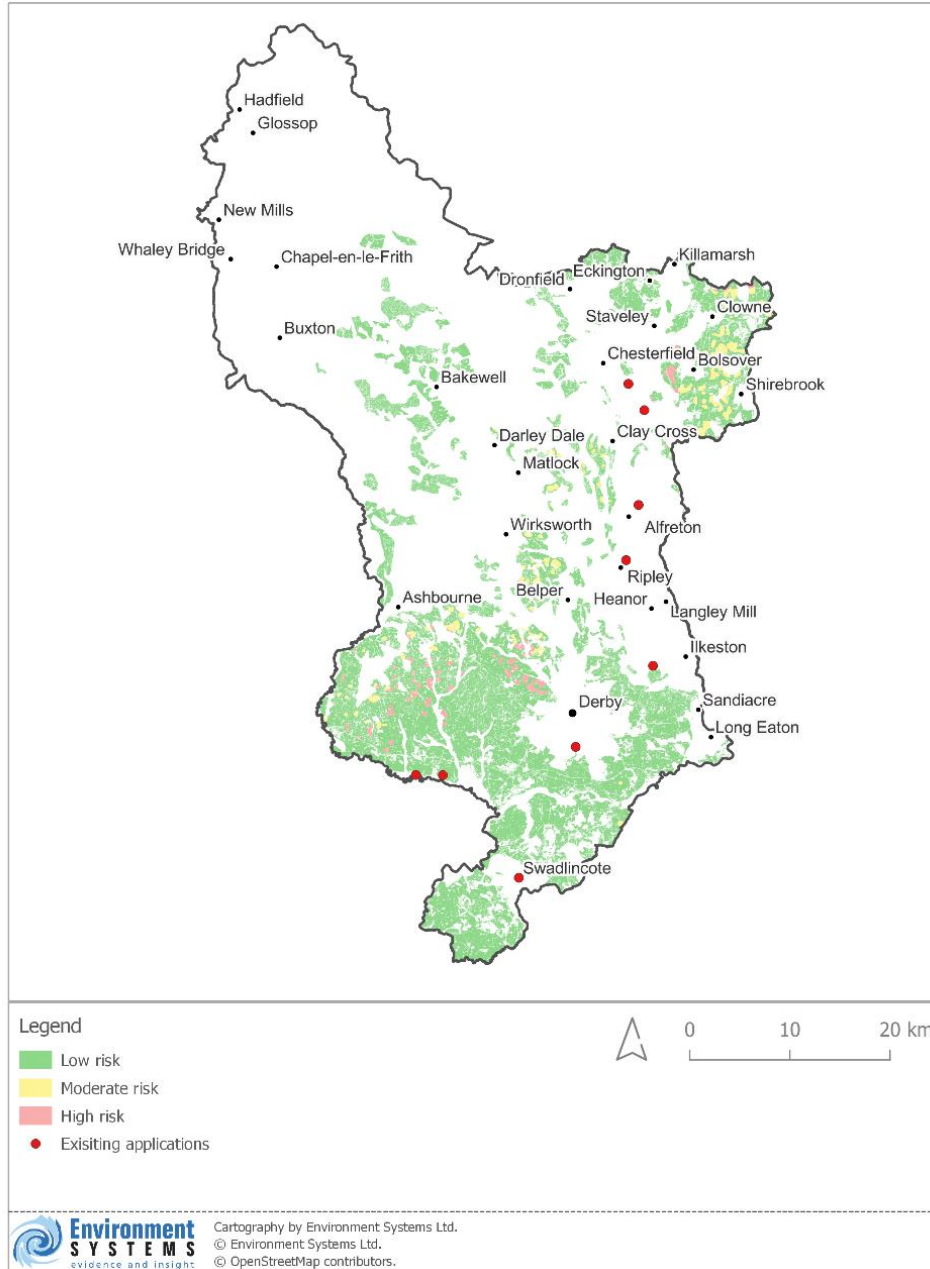 Hadfield
Glossop
New Mills
Whaley Bridge
Chapel-en-le-Frith
Killamarsh
Dronfield
Eckington
Staveley
Clowne
Buxton
Chesterfield
Bolsover
Bakewell
Shirebrook
Darley Dale
Clay Cross
Matlock
Wirksworth
Alfreton
Ripley
Belper
Ashbourne
Heanor
Langley Mill
Ilkeston
Derby
Sandiacre
Long Eaton
Swadlincote
Legend
0 10 20 km
Low risk
Moderate risk
High risk
Exisiting applications
Environment
SYSTEMS
evidence and insight
Cartography by Environment Systems Ltd.
© Environment Systems Ltd.
© OpenStreetMap contributors.